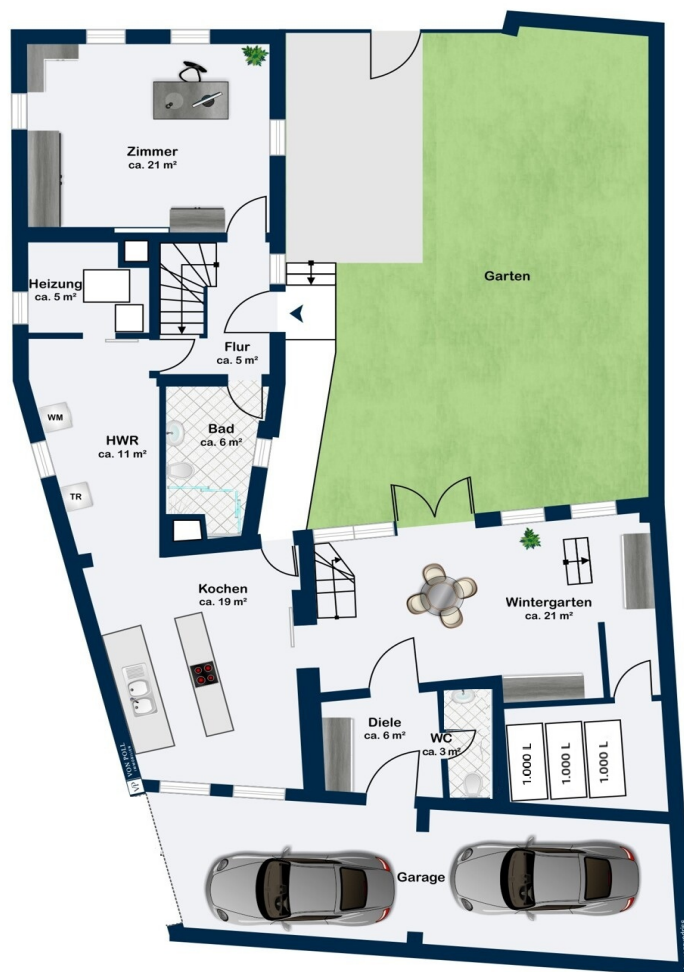 Zimmer
ca. 21 m²
Garten
Heizung
ca. 5 m²
Flur
ca. 5 m²
WM
HWR
ca. 11 m²
Bad
ca. 6 m²
TR
Kochen
ca. 19 m²
Wintergarten
ca. 21 m²
Diele
ca. 6 m²
WC
ca. 3 m²
1.000 L
1.000 L
1.000 L
VP VON POLL
Garage